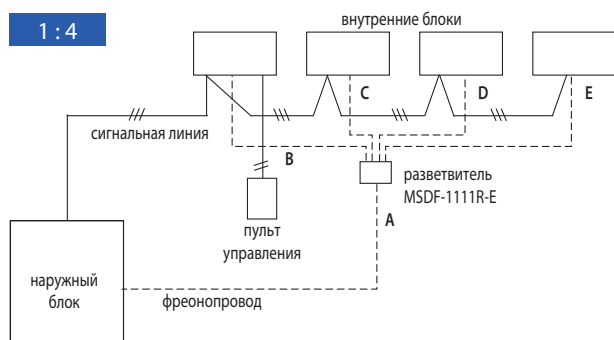 1 : 4
внутренние блоки
C
D
E
сигнальная линия
B
разветвитель
MSDF-1111R-E
A
пульт
управления
наружный
блок
фреонопровод